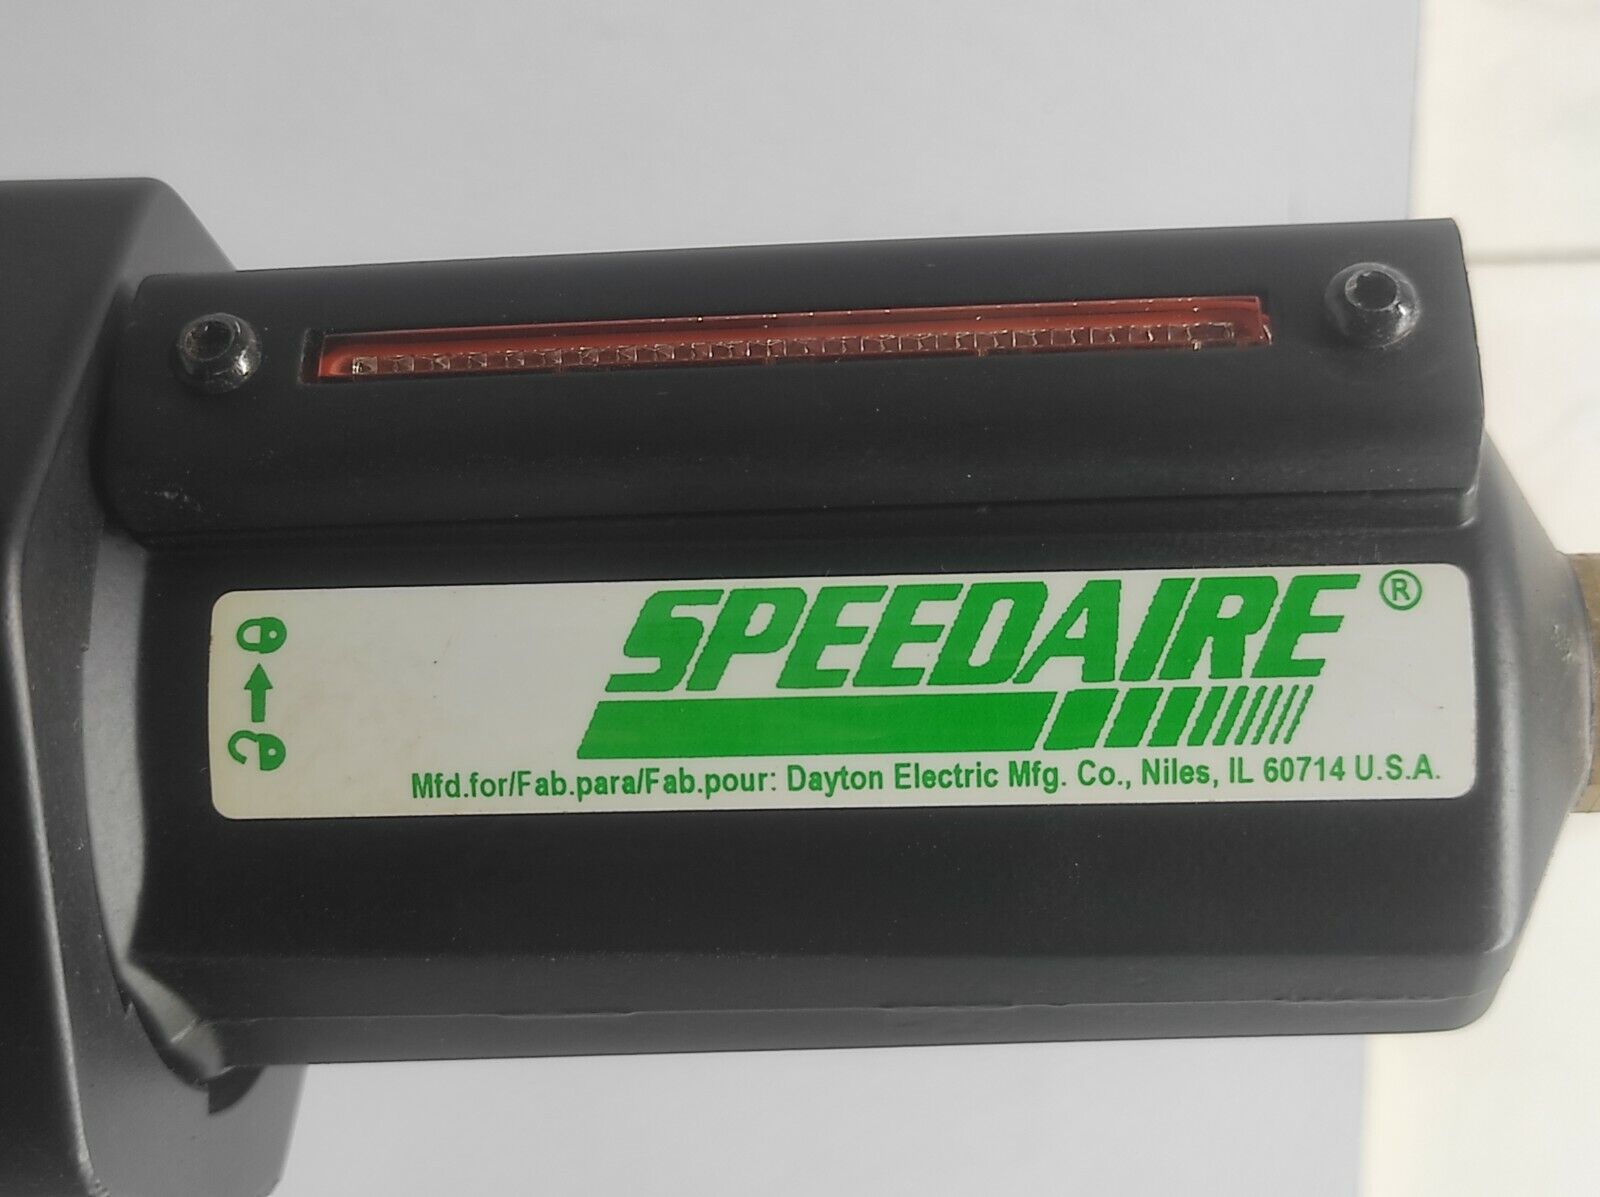 SPEEDAIRE ®
Mfd.for/Fab.para/Fab.pour: Dayton Electric Mfg. Co., Niles, IL 60714 U.S.A.